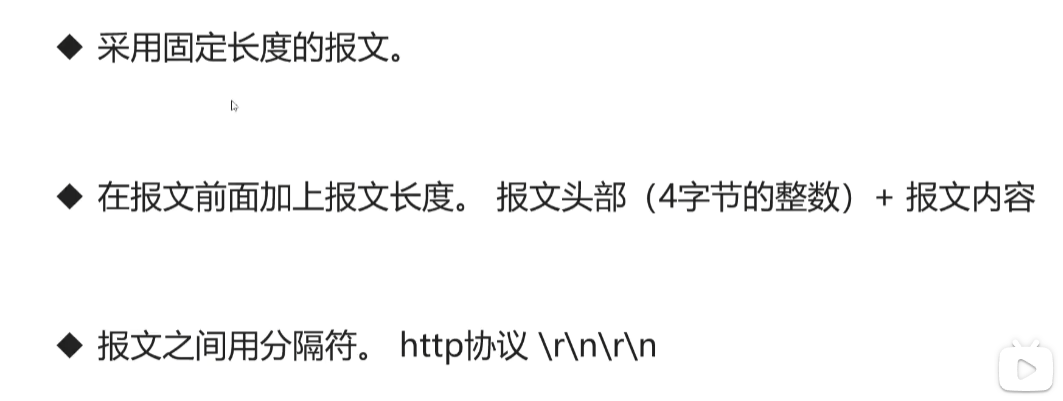 ◆ 采用固定长度的报文。
◆ 在报文前面加上报文长度。 报文头部（4字节的整数）+ 报文内容
◆ 报文之间用分隔符。 http协议 \r\n\r\n